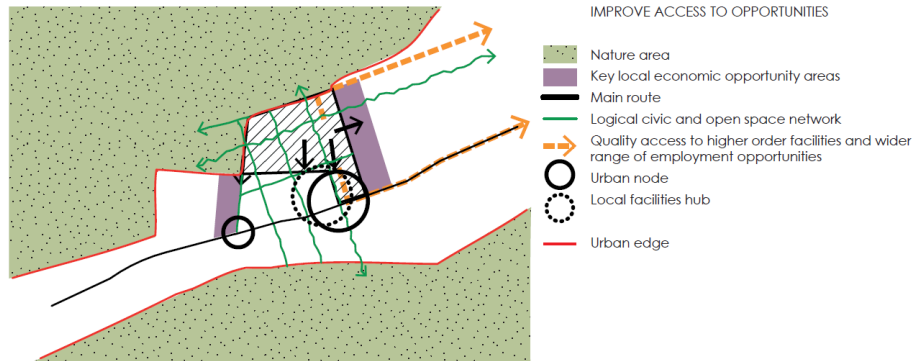 IMPROVE ACCESS TO OPPORTUNITIES
Nature area
Key local economic opportunity areas
Main route
Logical civic and open space network
Quality access to higher order facilities and wider
range of employment opportunities
Urban node
Local facilities hub
Urban edge